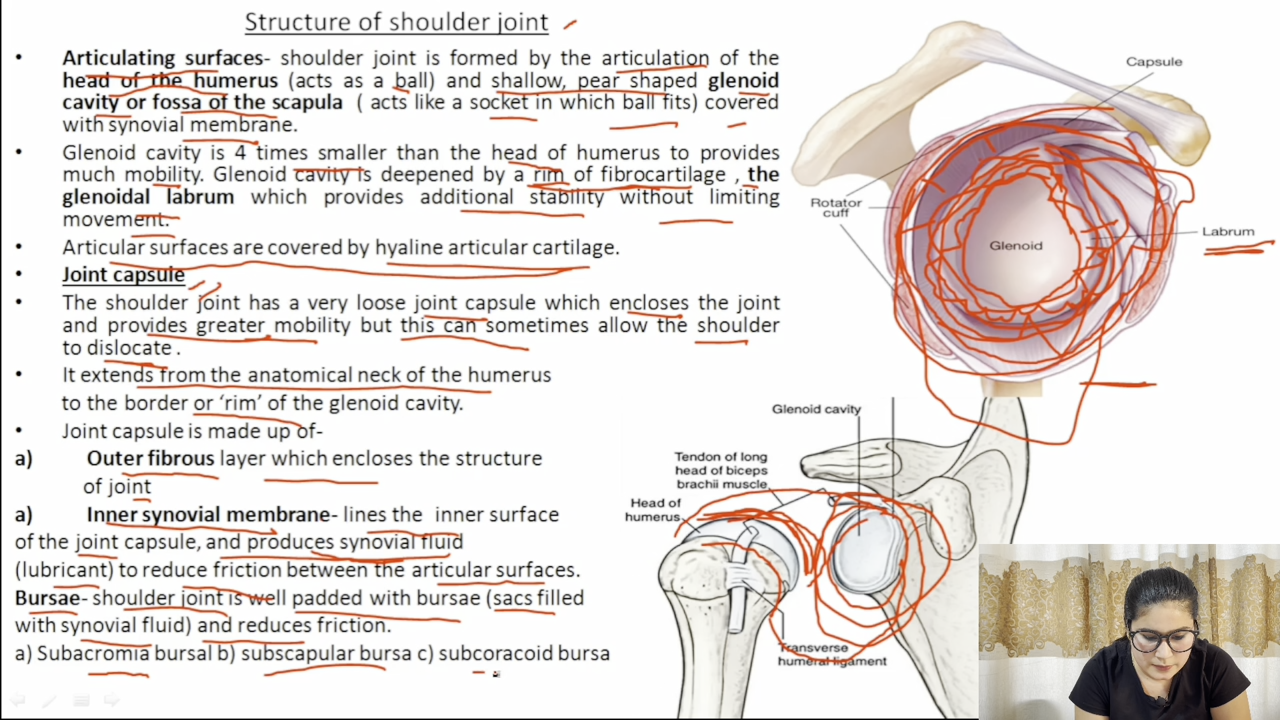 Structure of shoulder joint
• Articulating surfaces- shoulder joint is formed by the articulation of the
head of the humerus (acts as a ball) and shallow, pear shaped glenoid
cavity or fossa of the scapula ( acts like a socket in which ball fits) covered
with synovial membrane.
• Glenoid cavity is 4 times smaller than the head of humerus to provides
much mobility. Glenoid cavity is deepened by a rim of fibrocartilage , the
glenoidal labrum which provides additional stability without limiting
movement.
• Articular surfaces are covered by hyaline articular cartilage.
• Joint capsule
• The shoulder joint has a very loose joint capsule which encloses the joint
and provides greater mobility but this can sometimes allow the shoulder
to dislocate .
• It extends from the anatomical neck of the humerus
to the border or ‘rim’ of the glenoid cavity.
• Joint capsule is made up of-
a) Outer fibrous layer which encloses the structure
of joint
a) Inner synovial membrane- lines the inner surface
of the joint capsule, and produces synovial fluid
(lubricant) to reduce friction between the articular surfaces.
Bursae- shoulder joint is well padded with bursae (sacs filled
with synovial fluid) and reduces friction.
a) Subacromia bursal b) subscapular bursa c) subcoracoid bursa
Capsule
Rotator
cuff
Labrum
Glenoid
Glenoid cavity
Tendon of long
head of biceps
brachii muscle
Head of
humerus
Transverse
humeral ligament